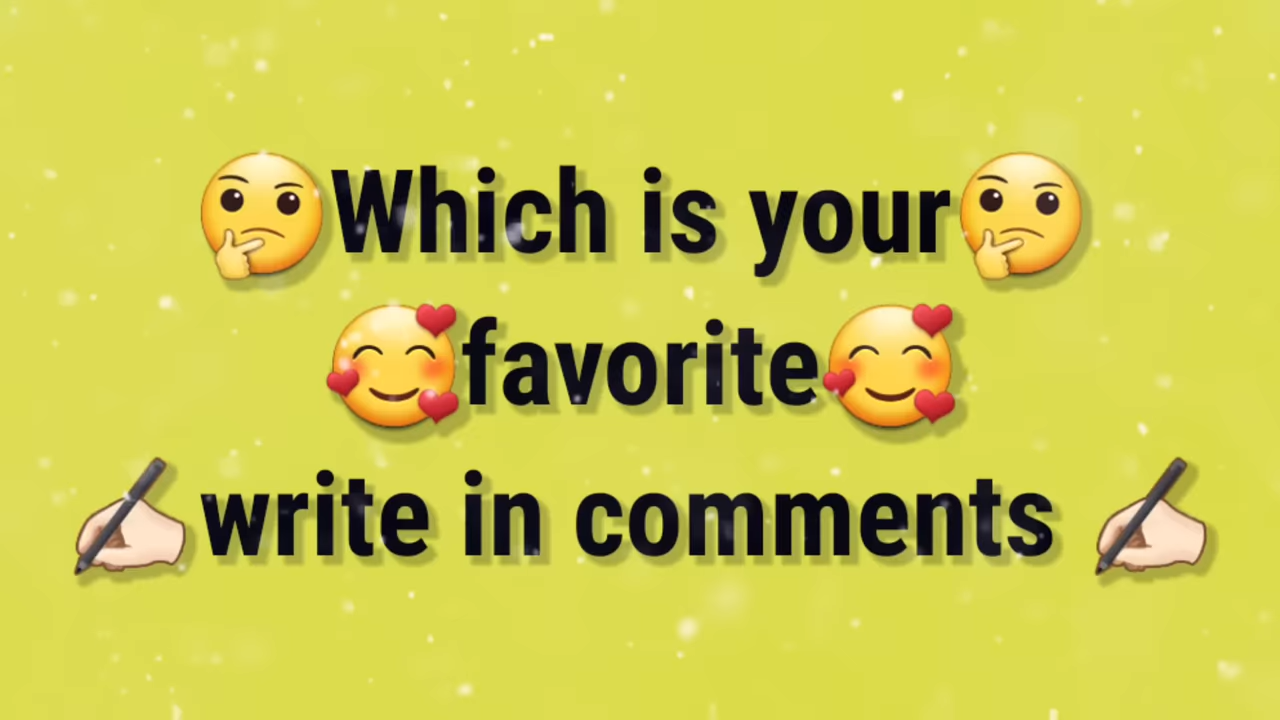 🤔Which is your🤔
🥰favorite🥰
✍🏻write in comments ✍🏻